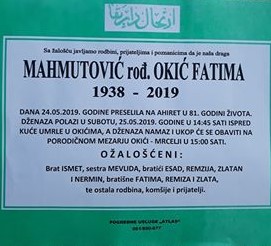 Sa žalošću javljamo rodbini, prijateljima i poznanicima da je naša draga
MAHMUTOVIĆ rođ. OKIĆ FATIMA
1938 - 2019
DANA 24.05.2019. GODINE PRESELILA NA AHIRET U 81. GODINI ŽIVOTA.
DŽENAZA POLAZI U SUBOTU, 25.05.2019. GODINE U 14:45 SATI ISPRED
KUĆE UMRLE U OKIĆIMA, A DŽENAZA NAMAZ I UKOP ĆE SE OBAVITI NA
PORODIČNOM MEZARJU OKIĆ - MRCELJI U 15:00 SATI.
OŽALOŠĆENI:
Brat ISMET, sestra MEVLIDA, bratići ESAD, REMZIJA, ZLATAN
I NERMIN, bratišne FATIMA, REMIZA I ZLATA,
te ostala rodbina, komšije i prijatelji.
POGREBNE USLUGE "ATLAS"